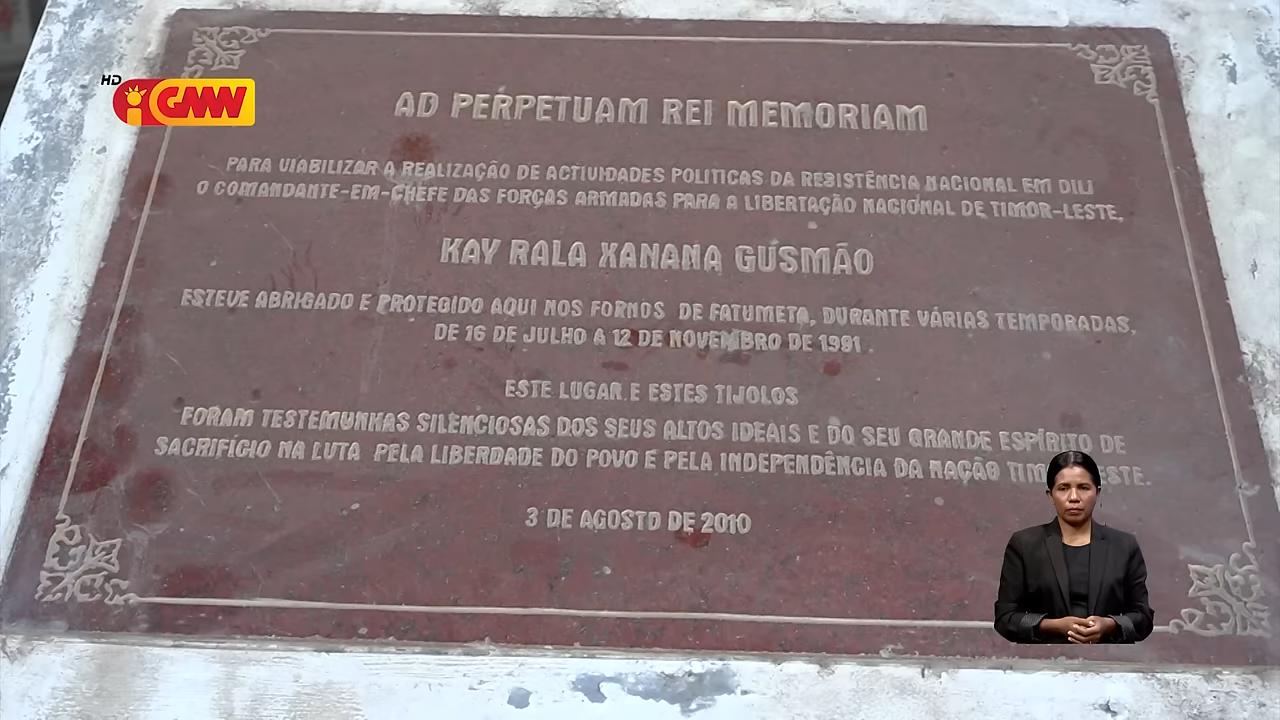 HD
GMW
AD PERPETUAM REI MEMORIAM
PARA VIABILIZAR A REALIZAÇÃO DE ACTIVIDADES POLITICAS DA RESISTÊNCIA NACIONAL EM DILI
O COMANDANTE-EM-CHEFE DAS FORÇAS ARMADAS PARA A LIBERTAÇÃO NACIONAL DE TIMOR-LESTE,
KAY RALA XANANA GUSMÃO
ESTEVE ABRIGADO E PROTEGIDO AQUI NOS FORNOS DE FATUMETA, DURANTE VÁRIAS TEMPORADAS,
DE 16 DE JULHO A 12 DE NOVEMBRO DE 1991.
ESTE LUGAR E ESTES TIJOLOS
FORAM TESTEMUNHAS SILENCIOSAS DOS SEUS ALTOS IDEAIS E DO SEU GRANDE ESPÍRITO DE
SACRIFÍCIO NA LUTA PELA LIBERDADE DO POVO E PELA INDEPENDÊNCIA DA NAÇÃO
3 DE AGOSTO DE 2010